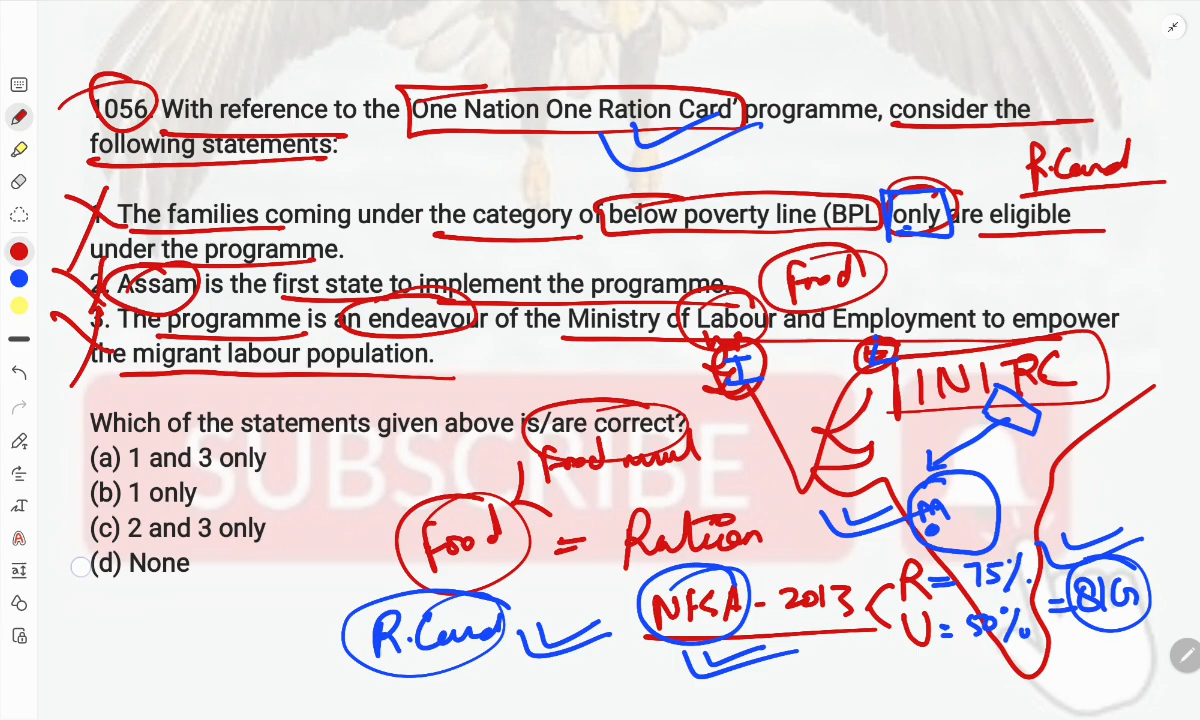 1056. With reference to the 'One Nation One Ration Card' programme, consider the
following statements:
R.Card
1. The families coming under the category of below poverty line (BPL) only are eligible
under the programme.
2. Assam is the first state to implement the programme.
Food
3. The programme is an endeavour of the Ministry of Labour and Employment to empower
the migrant labour population.
1N1RC
Which of the statements given above is/are correct?
(a) 1 and 3 only
(b) 1 only
(c) 2 and 3 only
(d) None
SUBSCRIBE
Food = Ration
R.Card
NFSA - 2013
R = 75%
U = 50%